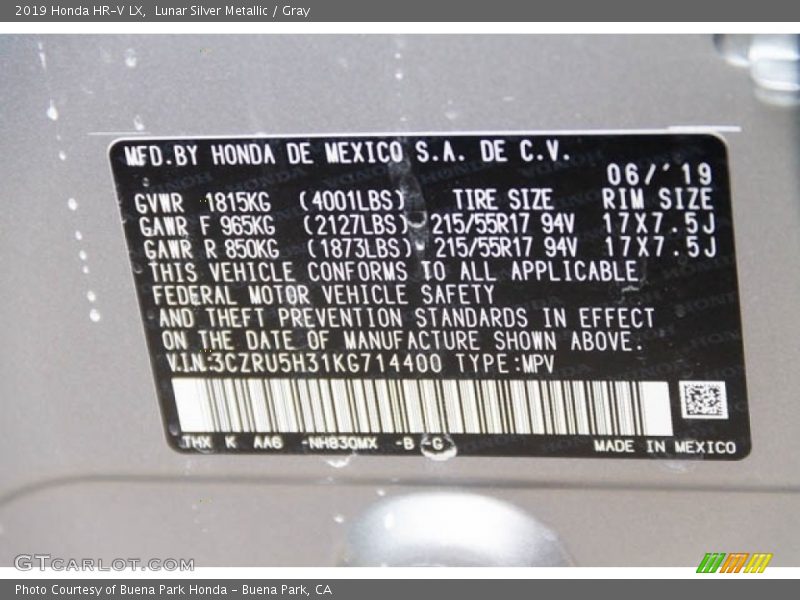 2019 Honda HR-V LX, Lunar Silver Metallic / Gray
MFD.BY HONDA DE MEXICO S.A. DE C.V.
06/'19
GVWR 1815KG (4001LBS) TIRE SIZE RIM SIZE
GAWR F 965KG (2127LBS) 215/55R17 94V 17X7.5J
GAWR R 850KG (1873LBS) 215/55R17 94V 17X7.5J
THIS VEHICLE CONFORMS TO ALL APPLICABLE
FEDERAL MOTOR VEHICLE SAFETY
AND THEFT PREVENTION STANDARDS IN EFFECT
ON THE DATE OF MANUFACTURE SHOWN ABOVE.
V.I.N:3CZRU5H31KG714400 TYPE:MPV
THX K AA6 -NH830MX -B G MADE IN MEXICO
GTCARLOT.COM
Photo Courtesy of Buena Park Honda - Buena Park, CA